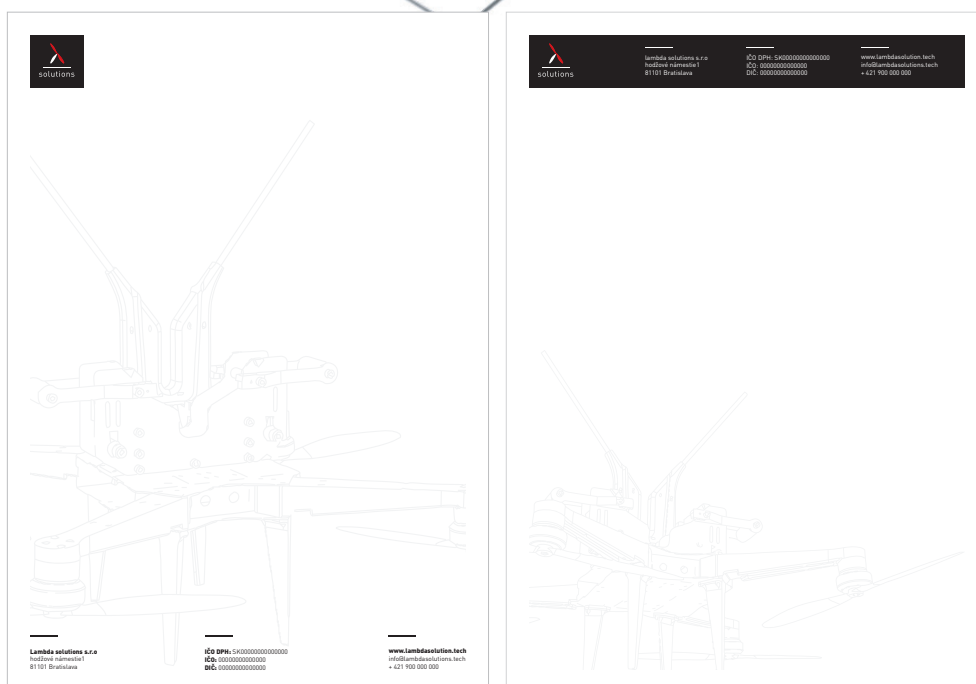 solutions
Lambda solutions s.r.o
hodžové námestie1
81101 Bratislava
IČO DPH: SK00000000000000
IČO: 00000000000000
DIČ: 00000000000000
www.lambdasolution.tech
info@lambdasolutions.tech
+ 421 900 000 000
solutions
lambda solutions s.r.o
hodžové námestie1
81101 Bratislava
IČO DPH: SK00000000000000
IČO: 00000000000000
DIČ: 00000000000000
www.lambdasolution.tech
info@lambdasolutions.tech
+ 421 900 000 000